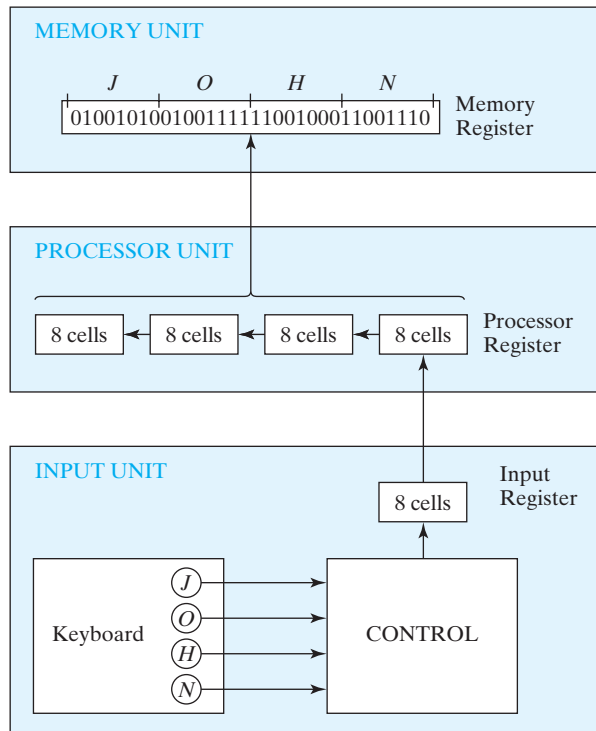 MEMORY UNIT
J O H N
01001010010011111100100011001110
Memory
Register
PROCESSOR UNIT
8 cells 8 cells 8 cells 8 cells
Processor
Register
INPUT UNIT
Input
Register
8 cells
J
O
Keyboard
CONTROL
H
N